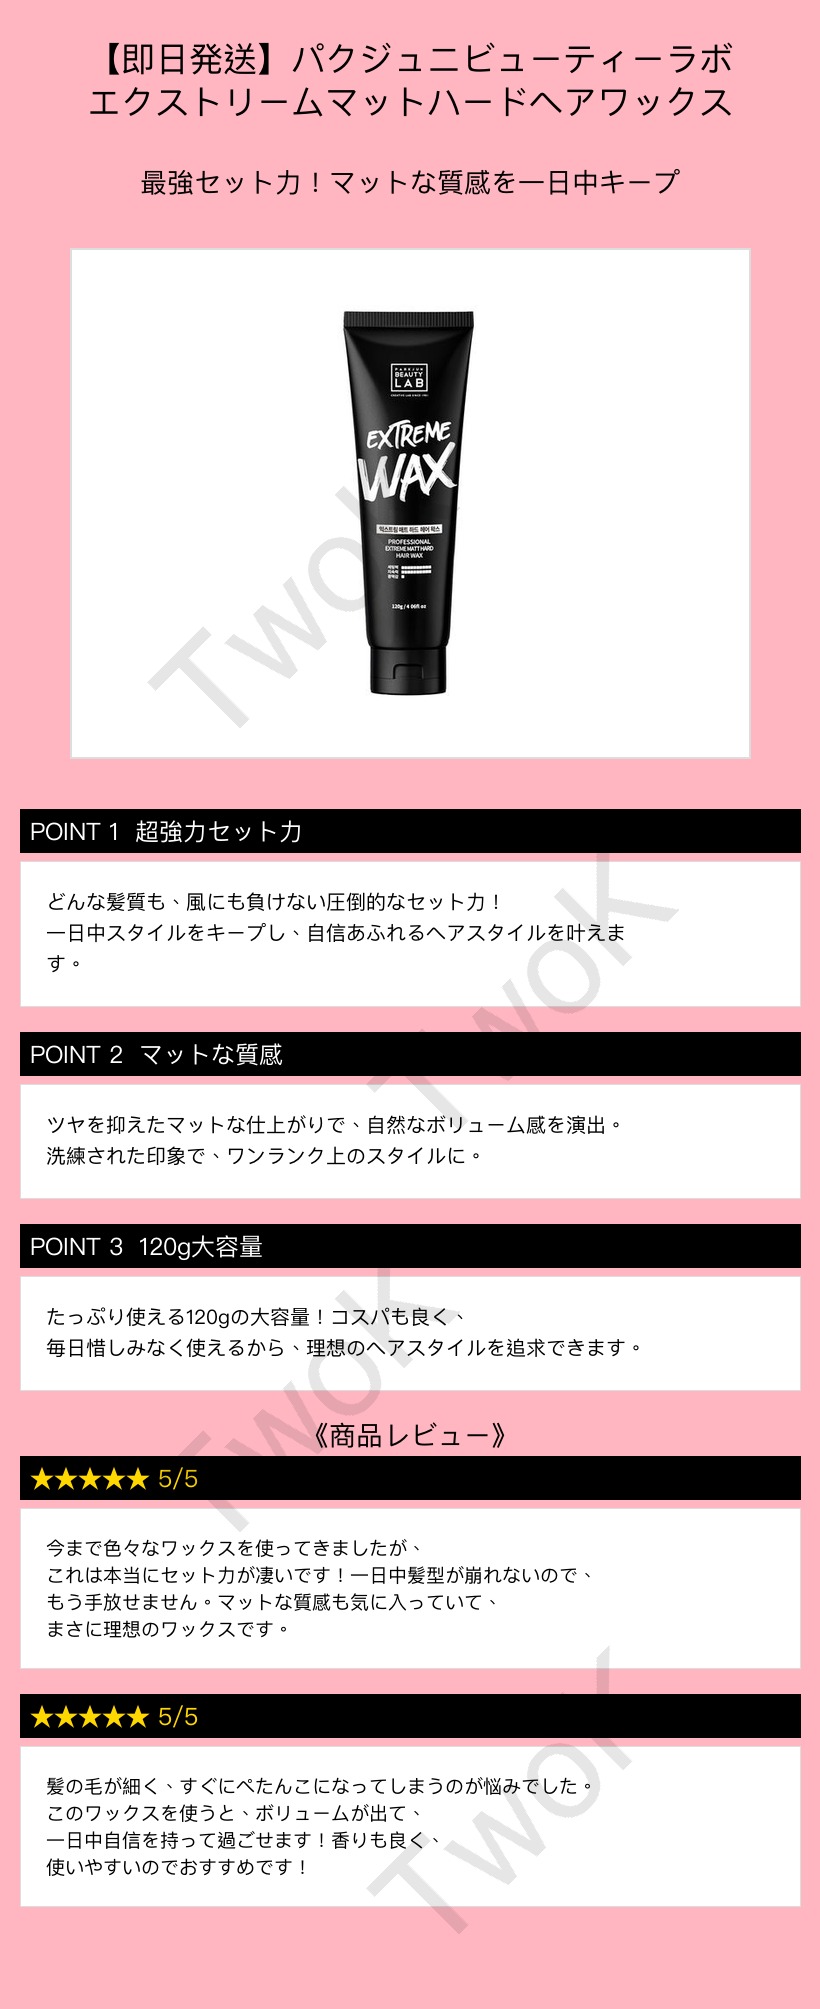 【即日発送】パクジュニビューティーラボ
エクストリームマットハードヘアワックス
最強セット力！マットな質感を一日中キープ
PARKJUN
BEAUTY
LAB
CREATIVE LAB SINCE 1981
EXTREME
WAX
익스트림 매트 하드 헤어 왁스
PROFESSIONAL
EXTREME MATT HARD
HAIR WAX
세팅력
지속력
광택감
120g / 4 06fl oz
TwoK
POINT 1 超強力セット力
どんな髪質も、風にも負けない圧倒的なセット力！
一日中スタイルをキープし、自信あふれるヘアスタイルを叶えま
す。
TwoK
POINT 2 マットな質感
ツヤを抑えたマットな仕上がりで、自然なボリューム感を演出。
洗練された印象で、ワンランク上のスタイルに。
POINT 3 120g大容量
たっぷり使える120gの大容量！コスパも良く、
毎日惜しみなく使えるから、理想のヘアスタイルを追求できます。
TwoK
《商品レビュー》
★★★★★ 5/5
今まで色々なワックスを使ってきましたが、
これは本当にセット力が凄いです！一日中髪型が崩れないので、
もう手放せません。マットな質感も気に入っていて、
まさに理想のワックスです。
★★★★★ 5/5
髪の毛が細く、すぐにぺたんこになってしまうのが悩みでした。
このワックスを使うと、ボリュームが出て、
一日中自信を持って過ごせます！香りも良く、
使いやすいのでおすすめです！
TwoK